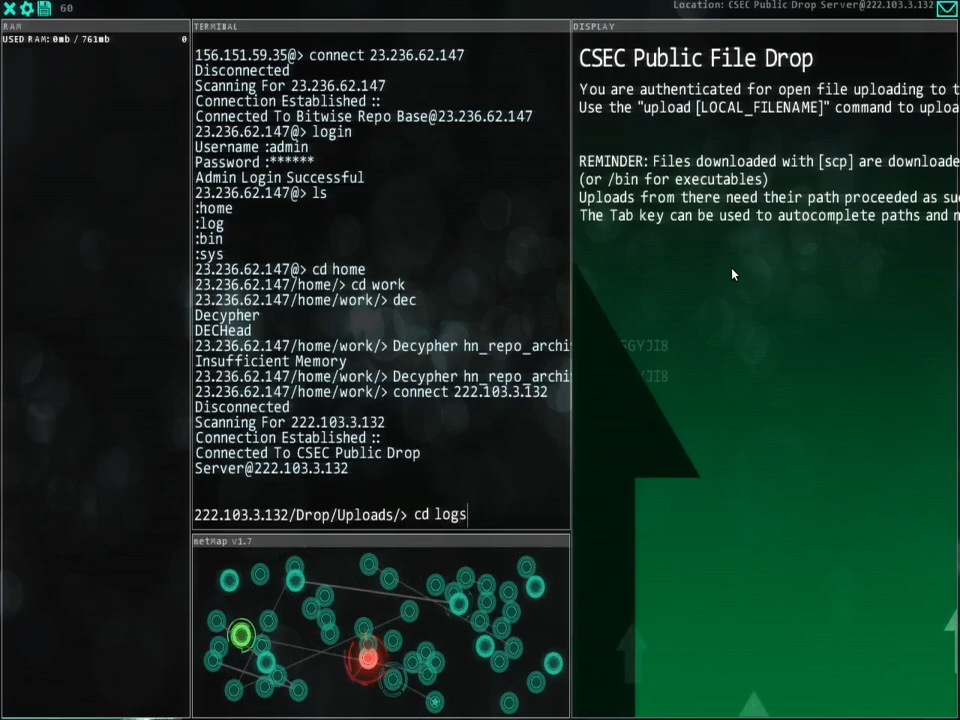 60
Location: CSEC Public Drop Server@222.103.3.132
RAM
USED RAM: 0mb / 761mb 0
TERMINAL
156.151.59.35@> connect 23.236.62.147
Disconnected
Scanning For 23.236.62.147
Connection Established ::
Connected To Bitwise Repo Base@23.236.62.147
23.236.62.147@> login
Username :admin
Password :******
Admin Login Successful
23.236.62.147@> ls
:home
:log
:bin
:sys
23.236.62.147@> cd home
23.236.62.147/home/> cd work
23.236.62.147/home/work/> dec
Decypher
DECHead
23.236.62.147/home/work/> Decypher hn_repo_archi
Insufficient Memory
23.236.62.147/home/work/> Decypher hn_repo_archi
23.236.62.147/home/work/> connect 222.103.3.132
Disconnected
Scanning For 222.103.3.132
Connection Established ::
Connected To CSEC Public Drop
Server@222.103.3.132
222.103.3.132/Drop/Uploads/> cd logs
netMap v1.7
DISPLAY
CSEC Public File Drop
You are authenticated for open file uploading to t
Use the "upload [LOCAL_FILENAME]" command to uploa
REMINDER: Files downloaded with [scp] are downloade
(or /bin for executables)
Uploads from there need their path proceeded as su
The Tab key can be used to autocomplete paths and